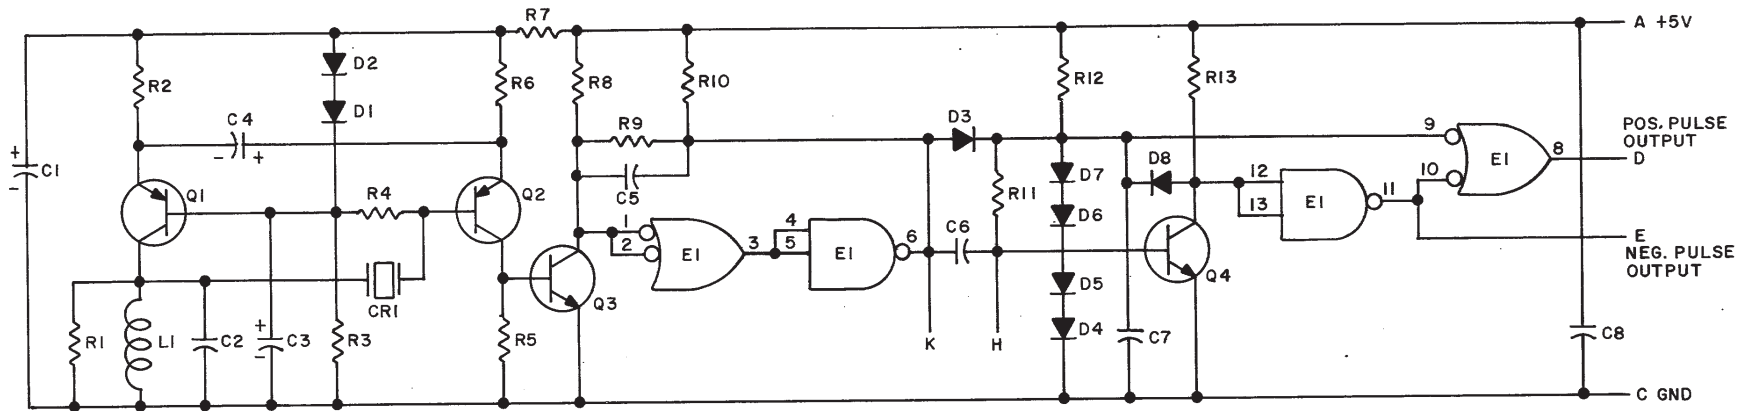 R7
A +5V
D2
R2
R6
R8
R10
R12
R13
D1
C4
- +
R9
D3
9
POS. PULSE
OUTPUT
8
D
+
C1
-
D8
12
E1
10
D7
Q1
R4
Q2
C5
R11
E1
11
13
D6
1
2
4
5
3
6
C6
E
NEG. PULSE
OUTPUT
E1
E1
Q4
Q3
D5
CR1
+
R1
L1
C2
C3
-
R3
R5
K
H
D4
C7
C8
C GND